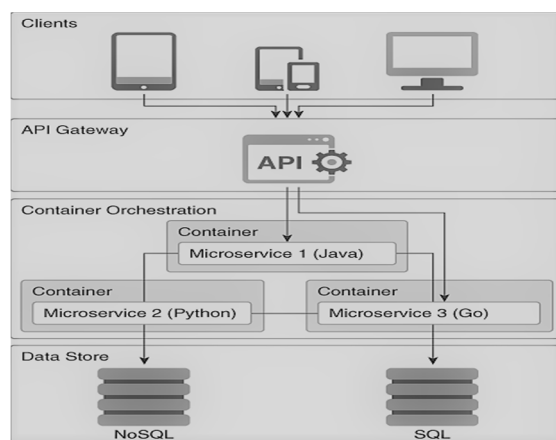 Clients
API Gateway
API
Container Orchestration
Container
Microservice 1 (Java)
Container
Microservice 2 (Python)
Container
Microservice 3 (Go)
Data Store
NoSQL
SQL